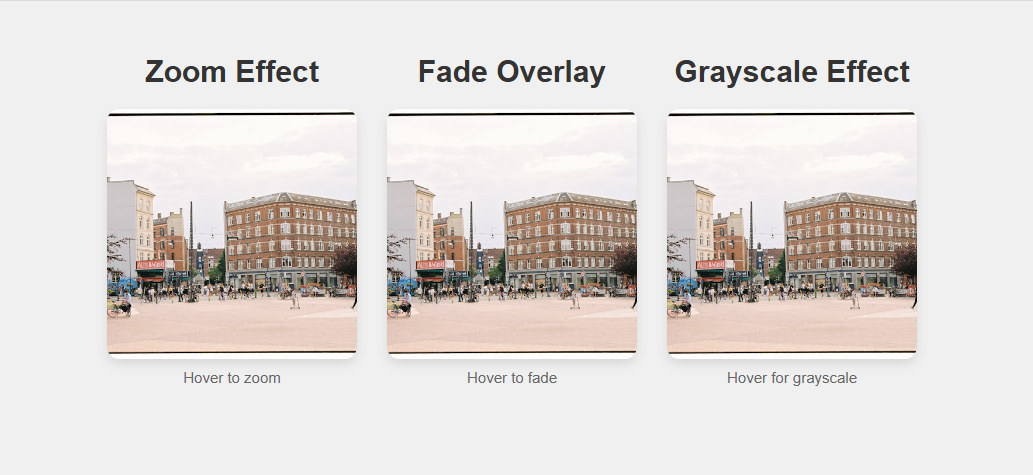 Zoom Effect
Fade Overlay
Grayscale Effect
Hover to zoom
Hover to fade
Hover for grayscale